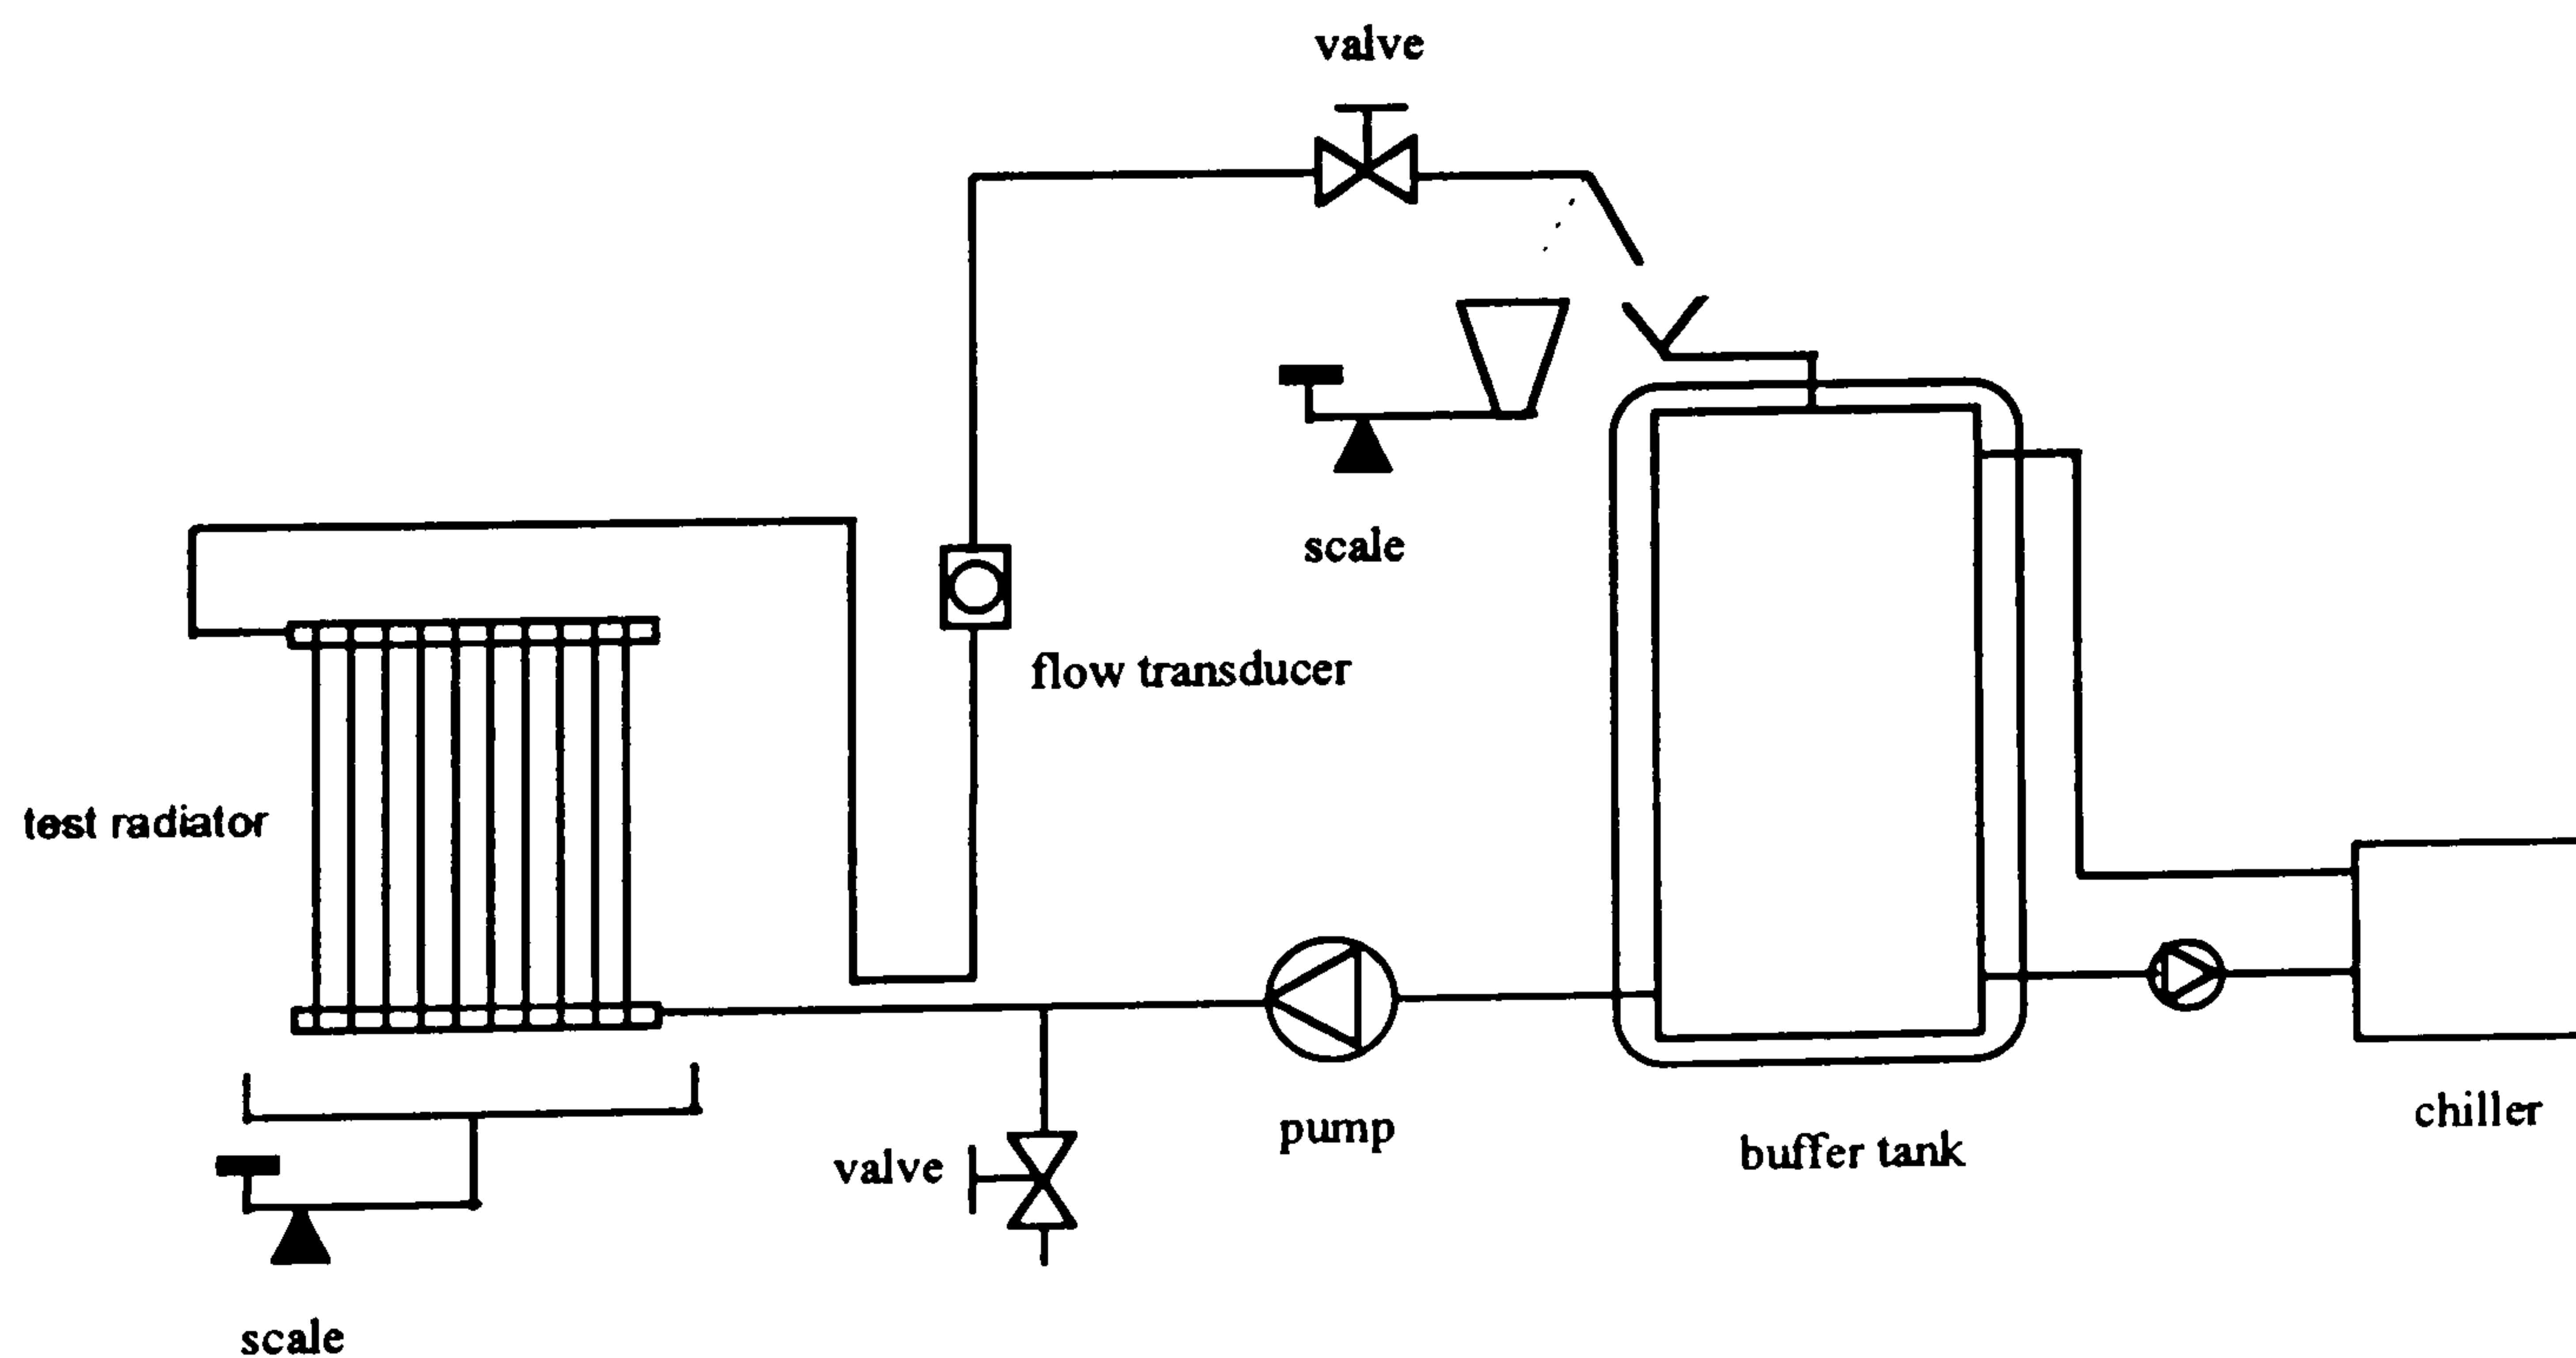 valve
scale
flow transducer
test radiator
pump
chiller
buffer tank
valve
scale